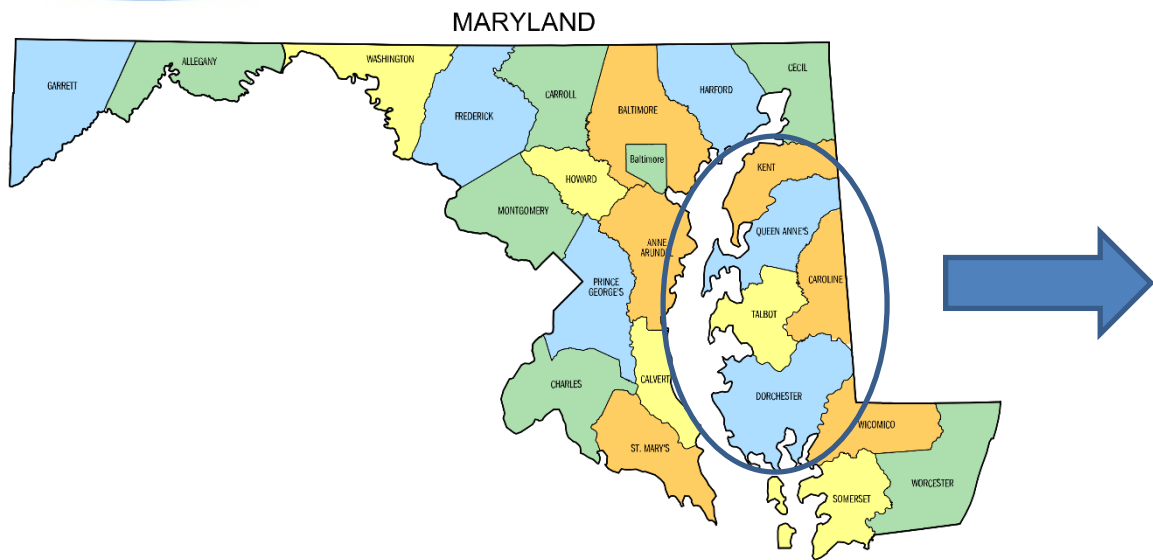 MARYLAND
GARRETT
ALLEGANY
WASHINGTON
FREDERICK
CARROLL
BALTIMORE
HARFORD
CECIL
Baltimore
HOWARD
MONTGOMERY
KENT
QUEEN ANNE'S
ANNE
ARUNDEL
PRINCE
GEORGE'S
CAROLINE
TALBOT
CHARLES
CALVERT
DORCHESTER
ST. MARY'S
WICOMICO
SOMERSET
WORCESTER